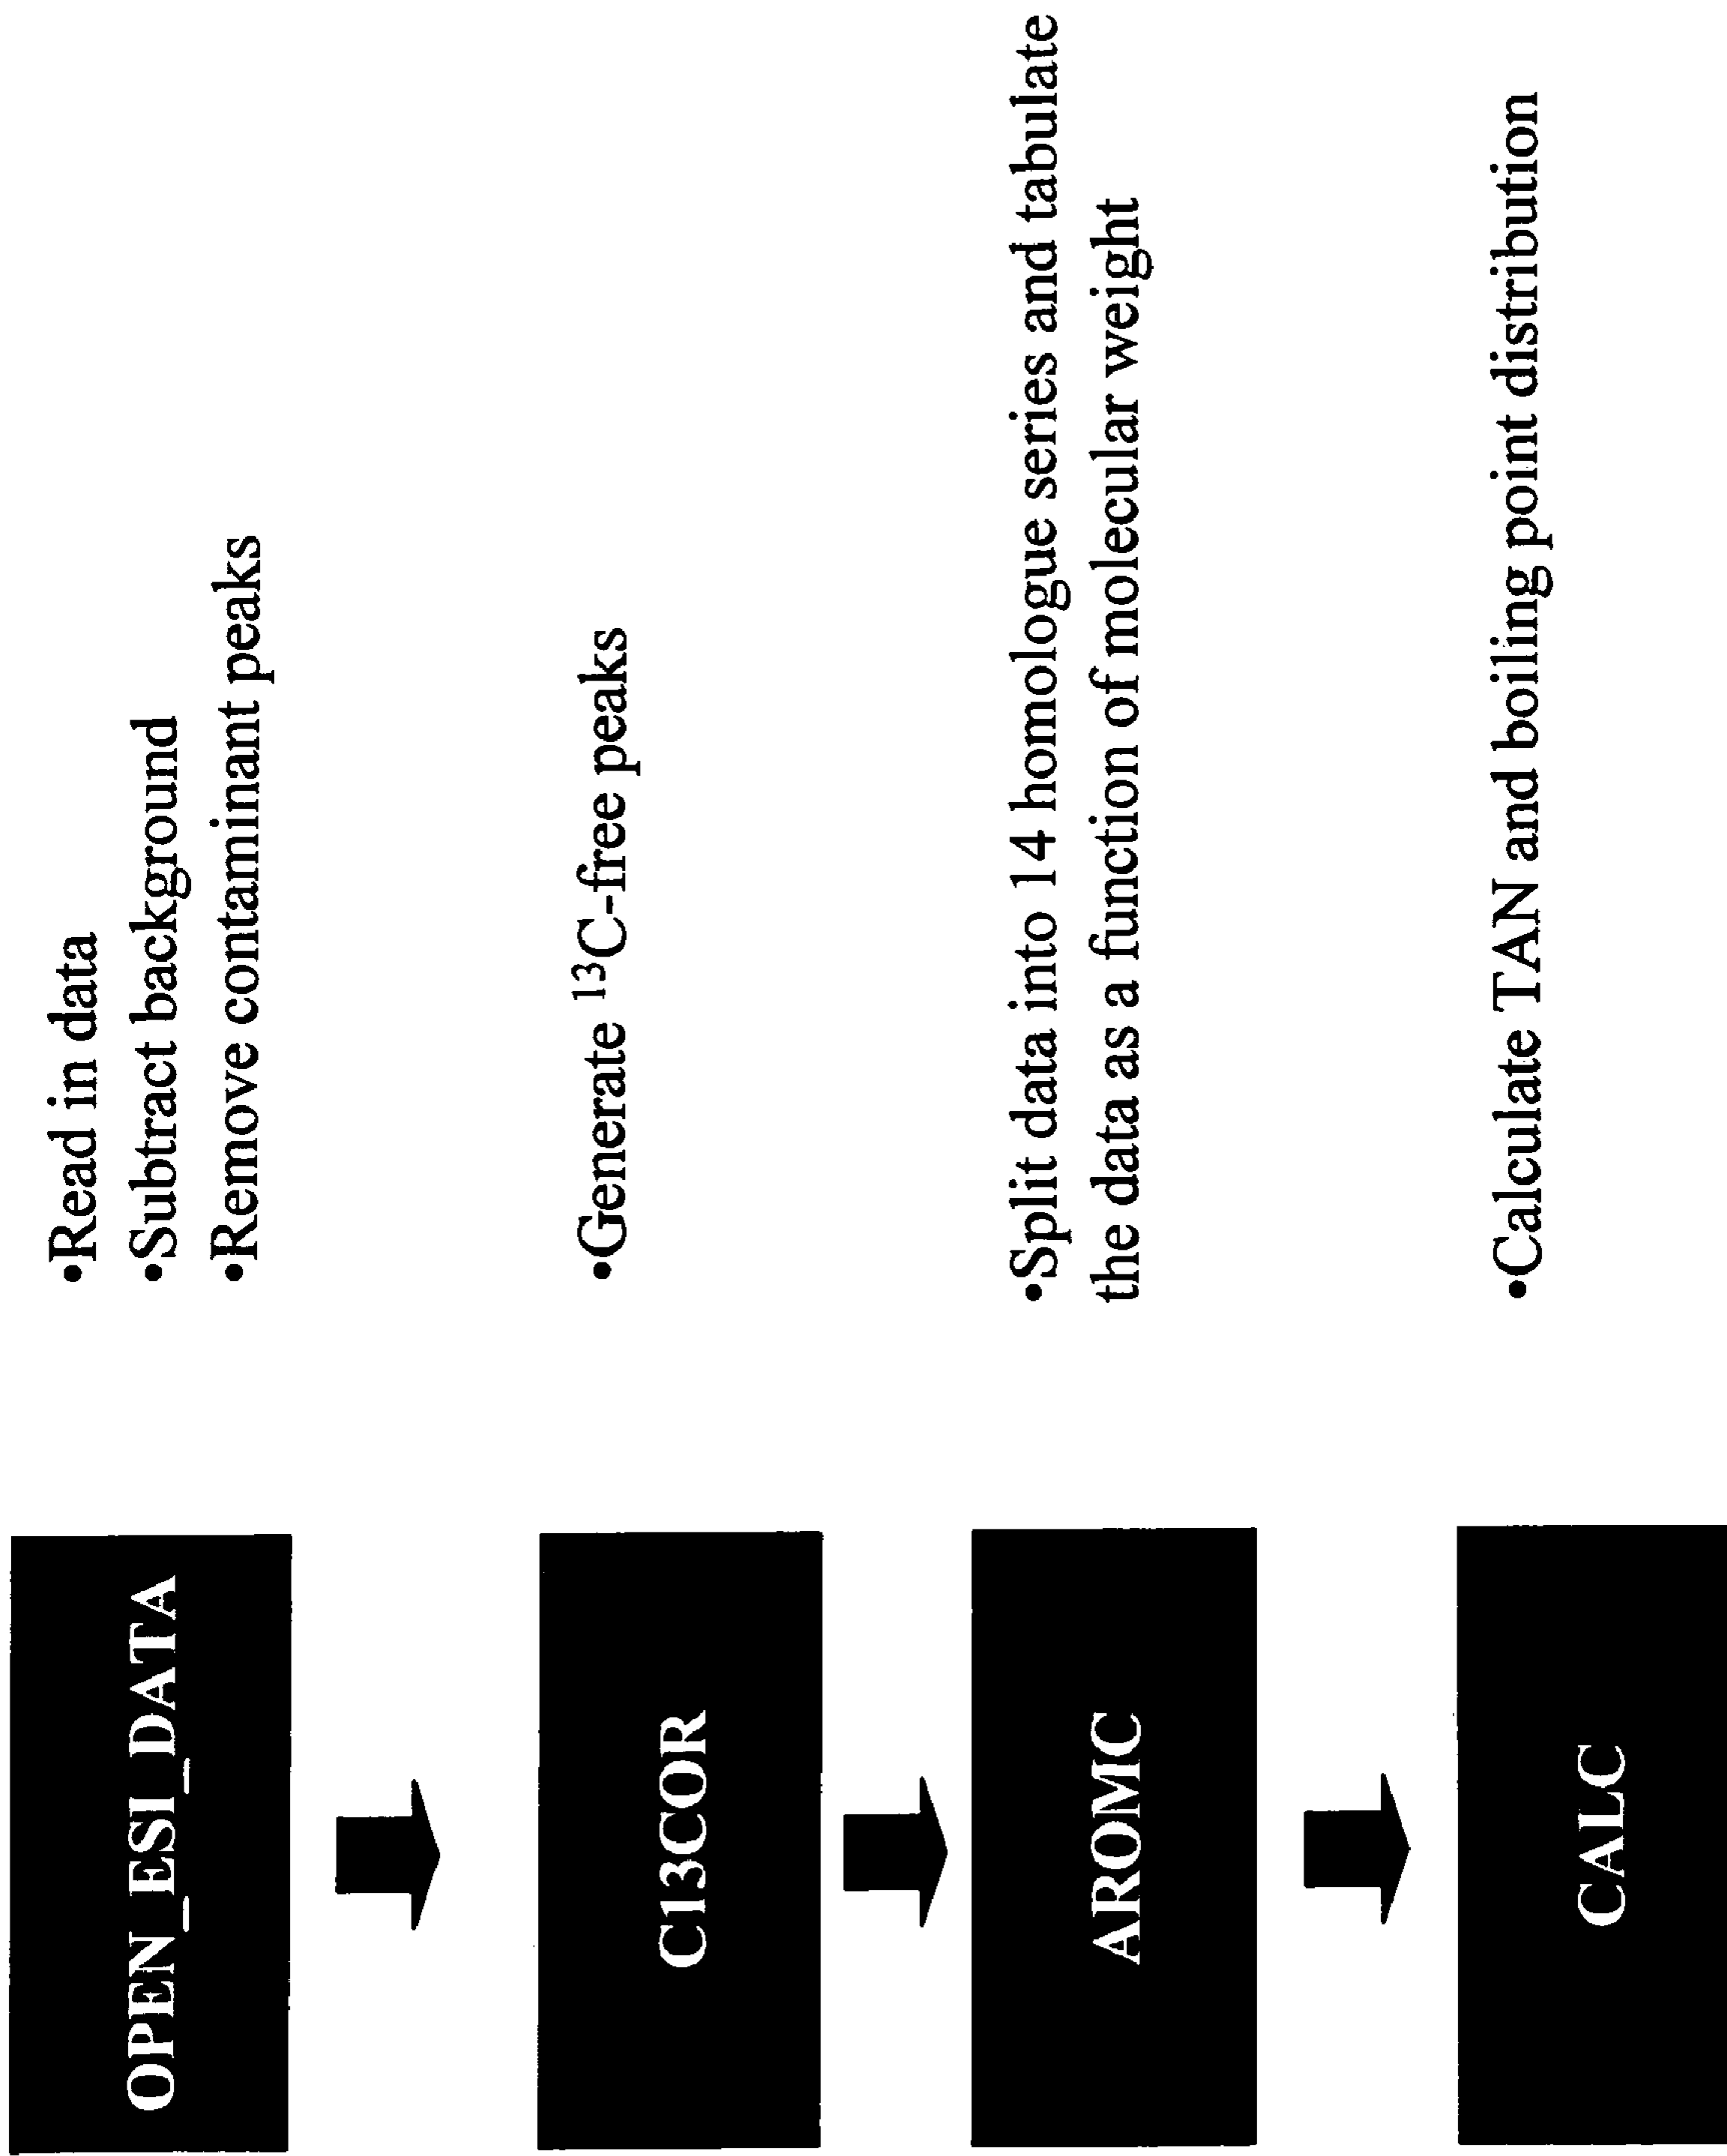 OPEN_ESI_DATA
•Read in data
•Subtract background
•Remove contaminant peaks
C13COR
•Generate ¹³C-free peaks
AROMC
•Split data into 14 homologue series and tabulate
the data as a function of molecular weight
CALC
•Calculate TAN and boiling point distribution